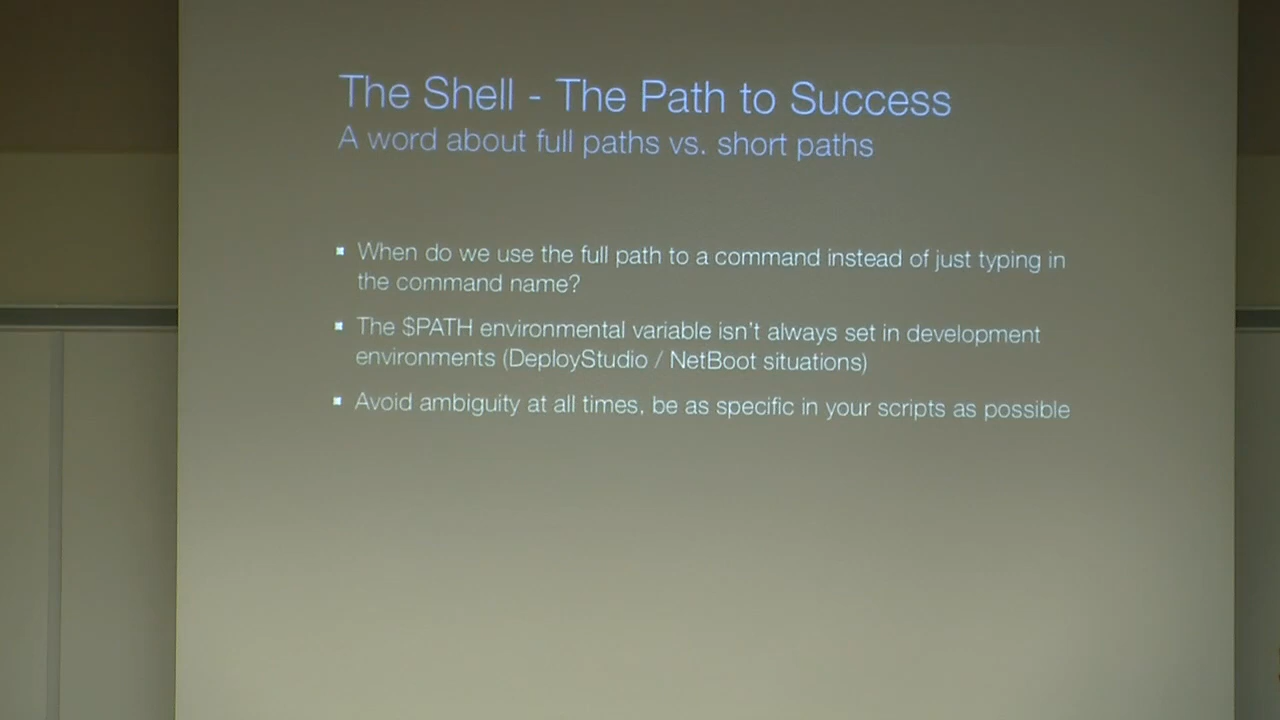 The Shell - The Path to Success
A word about full paths vs. short paths
▪ When do we use the full path to a command instead of just typing in
the command name?
▪ The $PATH environmental variable isn't always set in development
environments (DeployStudio / NetBoot situations)
▪ Avoid ambiguity at all times, be as specific in your scripts as possible